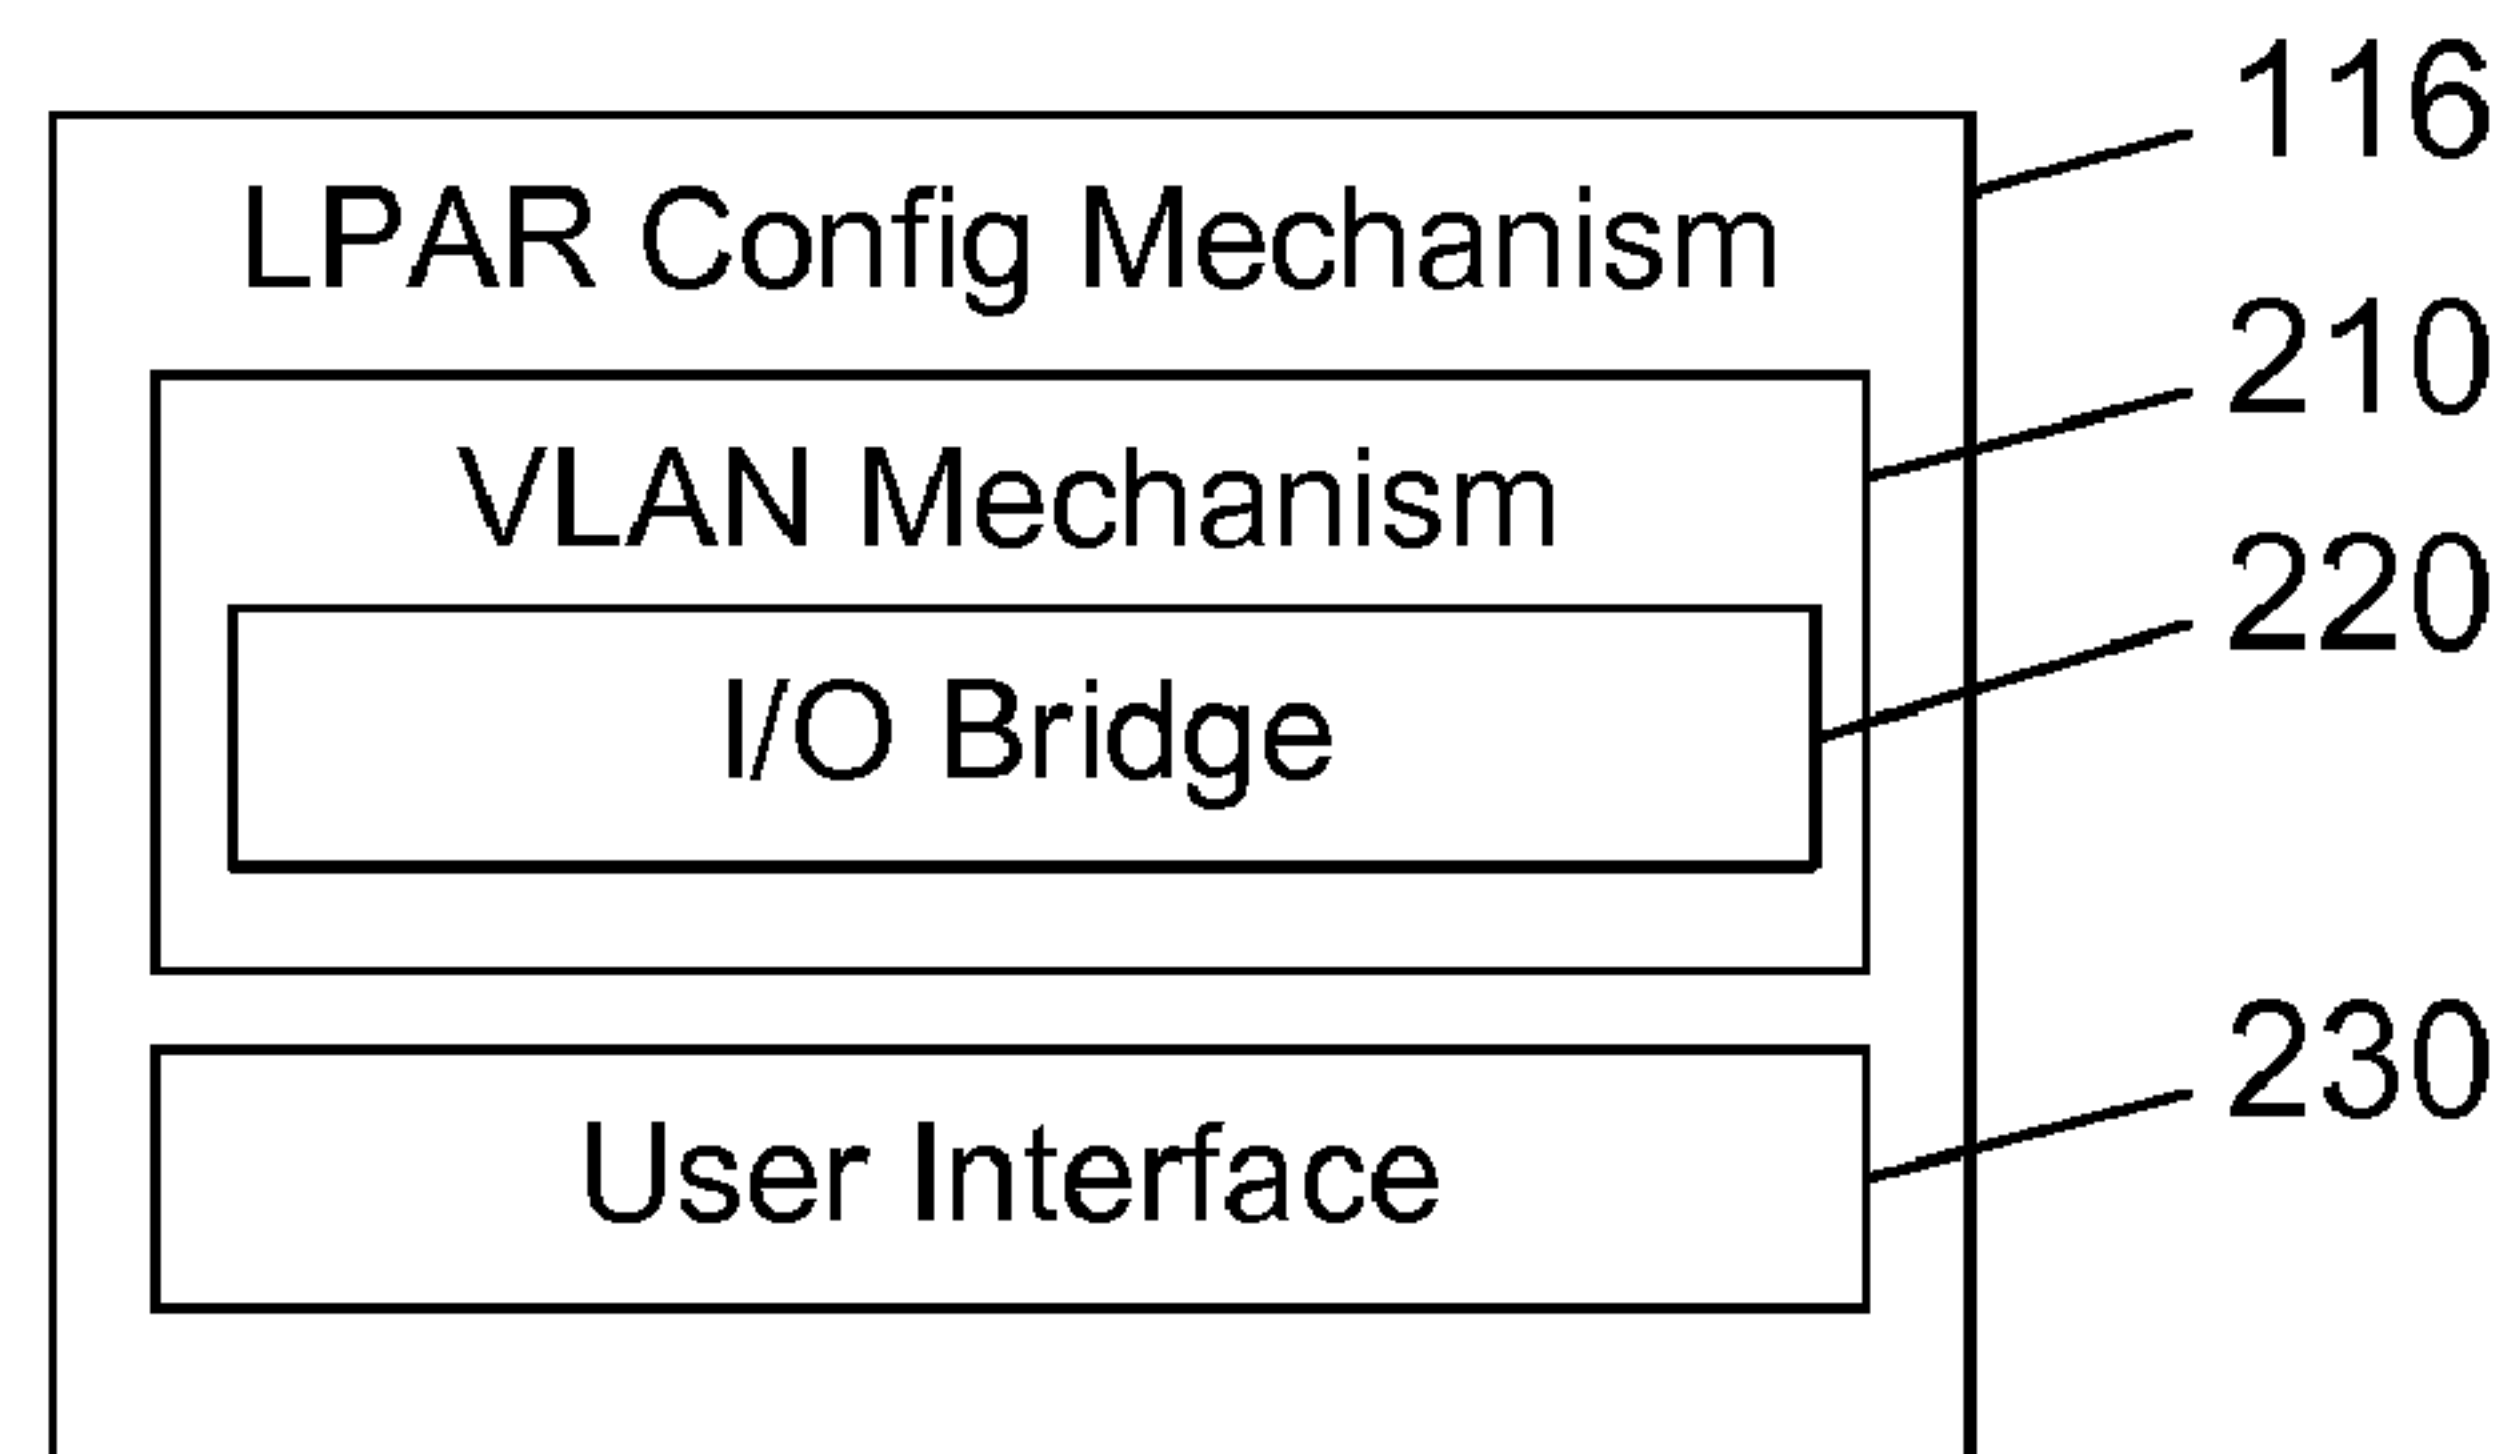 116
LPAR Config Mechanism
210
VLAN Mechanism
220
I/O Bridge
230
User Interface